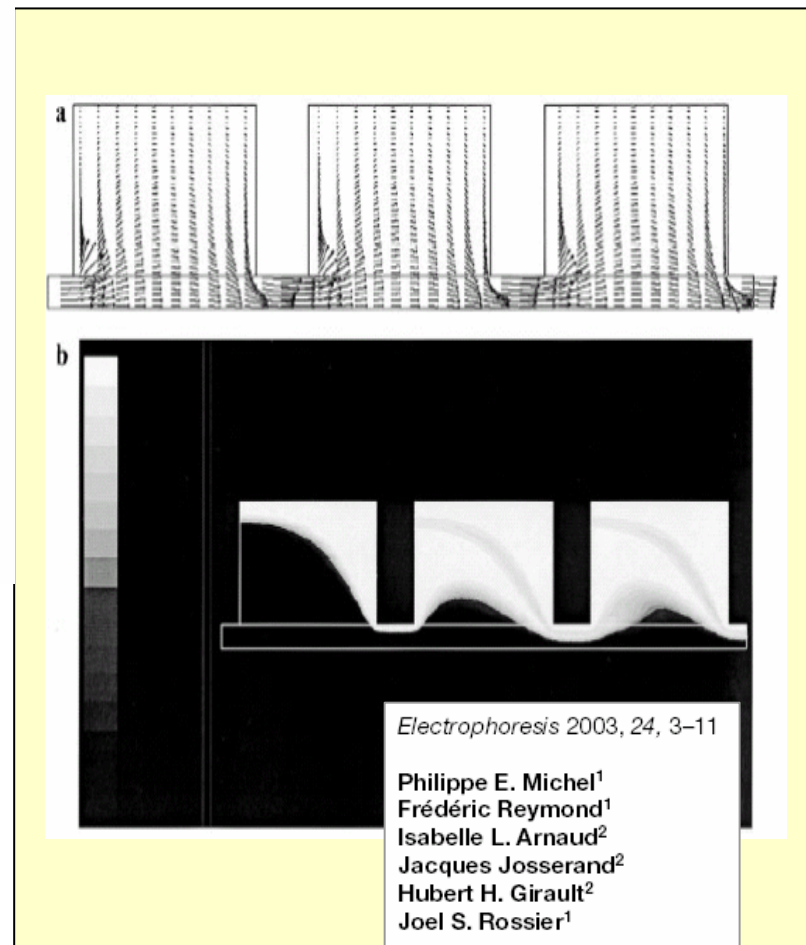 a
b
Electrophoresis 2003, 24, 3–11
Philippe E. Michel¹
Frédéric Reymond¹
Isabelle L. Arnaud²
Jacques Josserand²
Hubert H. Girault²
Joel S. Rossier¹